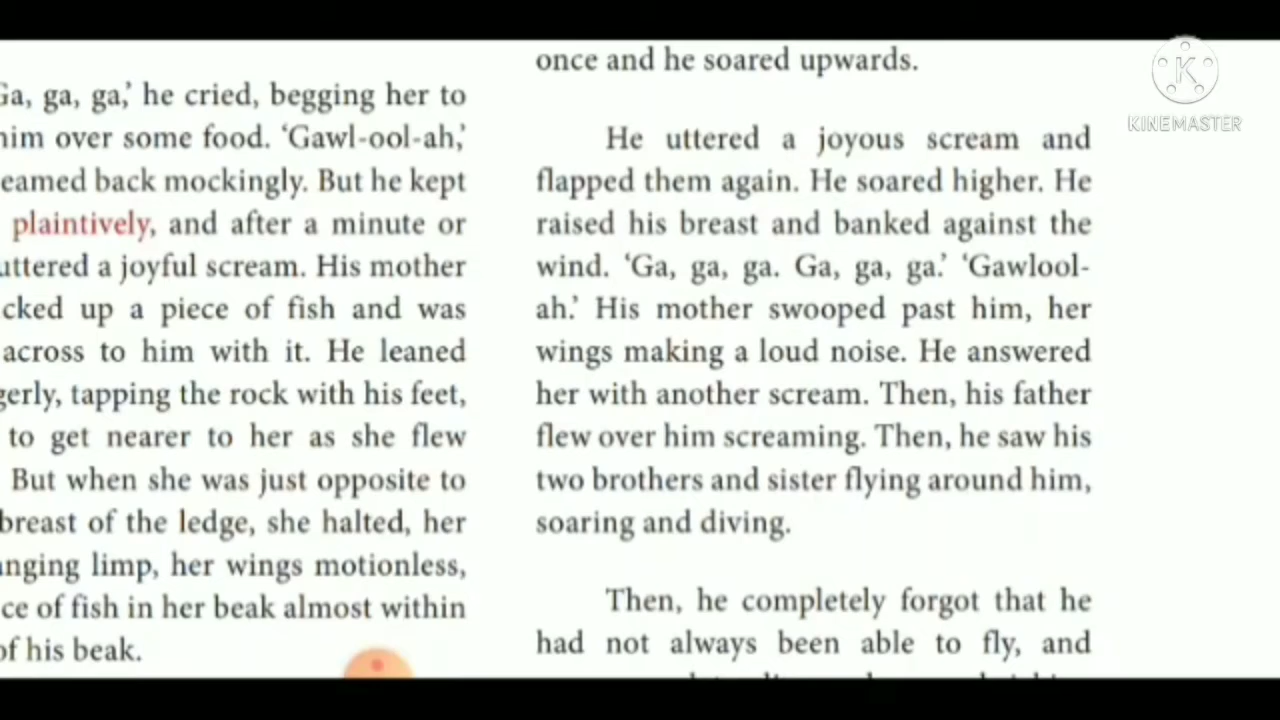 Ga, ga, ga,’ he cried, begging her to
him over some food. ‘Gawl-ool-ah,’
eamed back mockingly. But he kept
plaintively, and after a minute or
uttered a joyful scream. His mother
cked up a piece of fish and was
across to him with it. He leaned
gerly, tapping the rock with his feet,
to get nearer to her as she flew
But when she was just opposite to
breast of the ledge, she halted, her
anging limp, her wings motionless,
ce of fish in her beak almost within
of his beak.
once and he soared upwards.
He uttered a joyous scream and
flapped them again. He soared higher. He
raised his breast and banked against the
wind. ‘Ga, ga, ga. Ga, ga, ga.’ ‘Gawlool-
ah.’ His mother swooped past him, her
wings making a loud noise. He answered
her with another scream. Then, his father
flew over him screaming. Then, he saw his
two brothers and sister flying around him,
soaring and diving.
Then, he completely forgot that he
had not always been able to fly, and
K
KINEMASTER